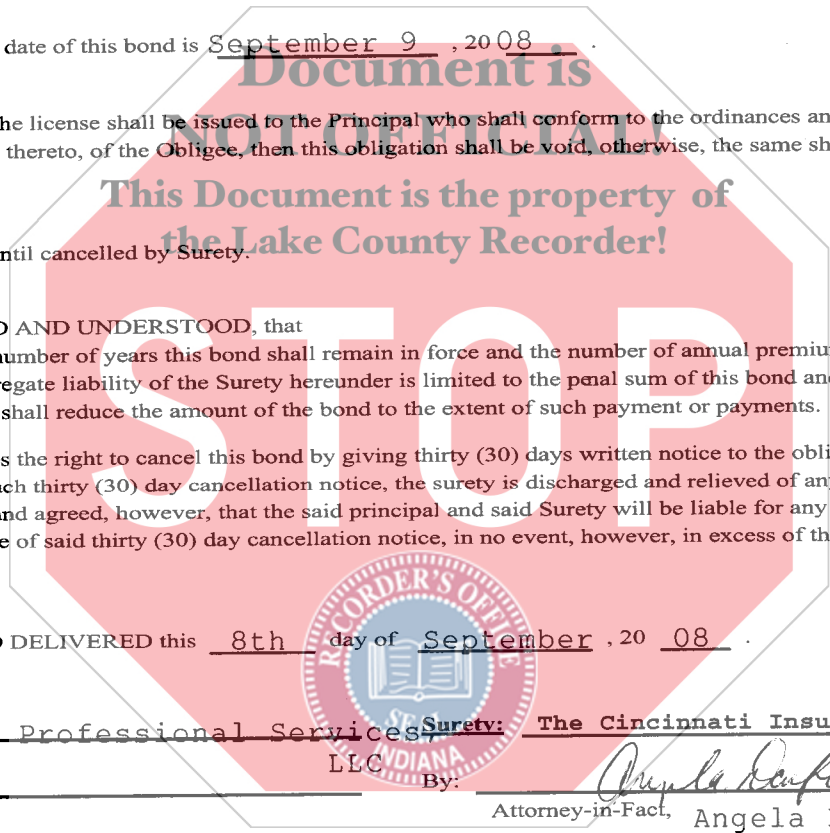 date of this bond is September 9 , 20 08 .
Document is
he license shall be issued to the Principal who shall conform to the ordinances an
NOT OFFICIAL!
thereto, of the Obligee, then this obligation shall be void, otherwise, the same sh
This Document is the property of
the Lake County Recorder!
ntil cancelled by Surety.
STOP
D AND UNDERSTOOD, that
number of years this bond shall remain in force and the number of annual premiu
regate liability of the Surety hereunder is limited to the penal sum of this bond and
shall reduce the amount of the bond to the extent of such payment or payments.
s the right to cancel this bond by giving thirty (30) days written notice to the obli
ch thirty (30) day cancellation notice, the surety is discharged and relieved of any
nd agreed, however, that the said principal and said Surety will be liable for any
e of said thirty (30) day cancellation notice, in no event, however, in excess of th
RECORDER'S OFFICE
SEAL
INDIANA
DELIVERED this 8th day of September , 20 08 .
Professional Services, Surety: The Cincinnati Insu
LLC
By:
Attorney-in-Fact, Angela